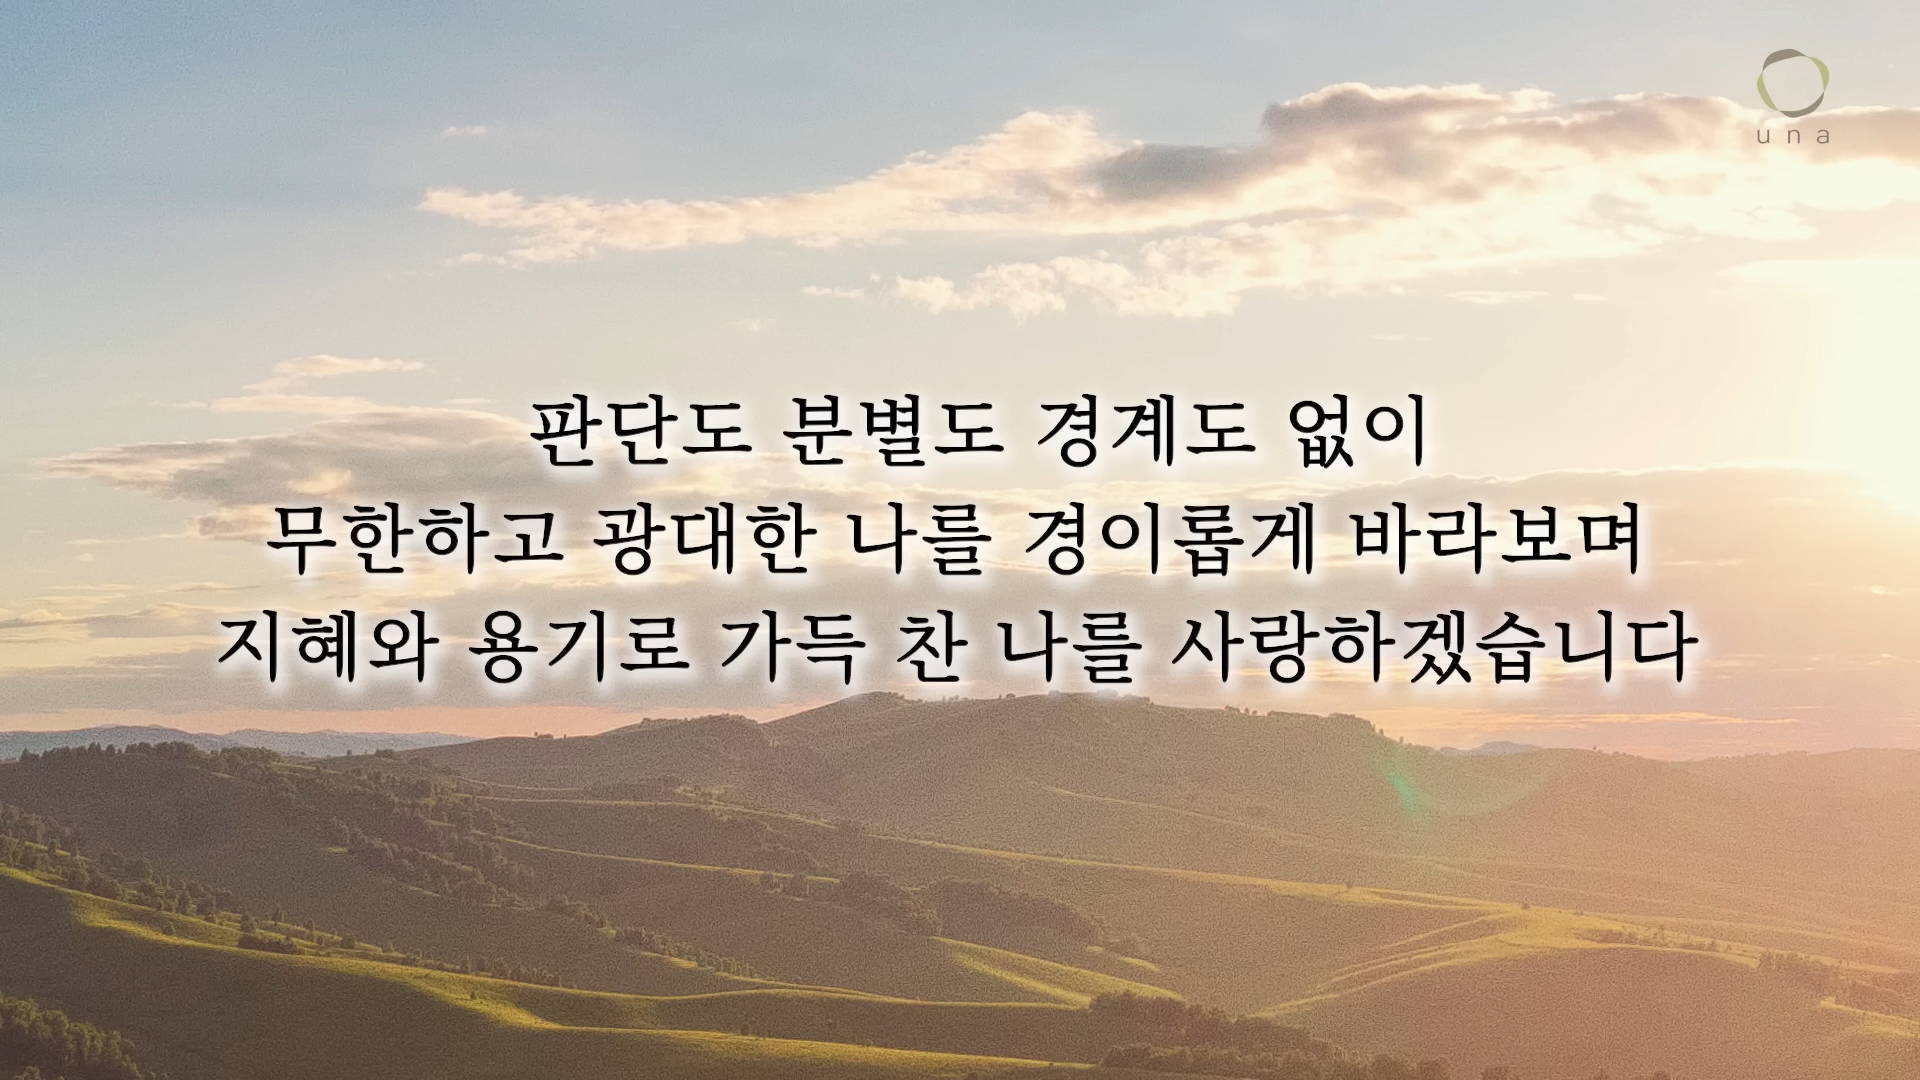 una
판단도 분별도 경계도 없이
무한하고 광대한 나를 경이롭게 바라보며
지혜와 용기로 가득 찬 나를 사랑하겠습니다